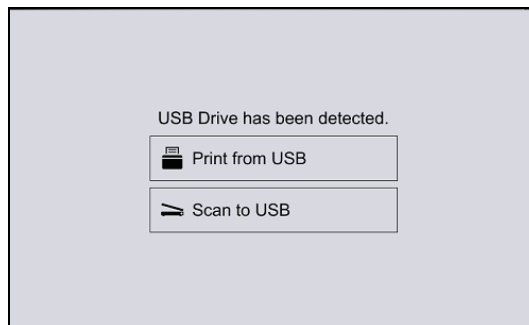 USB Drive has been detected.
Print from USB
Scan to USB